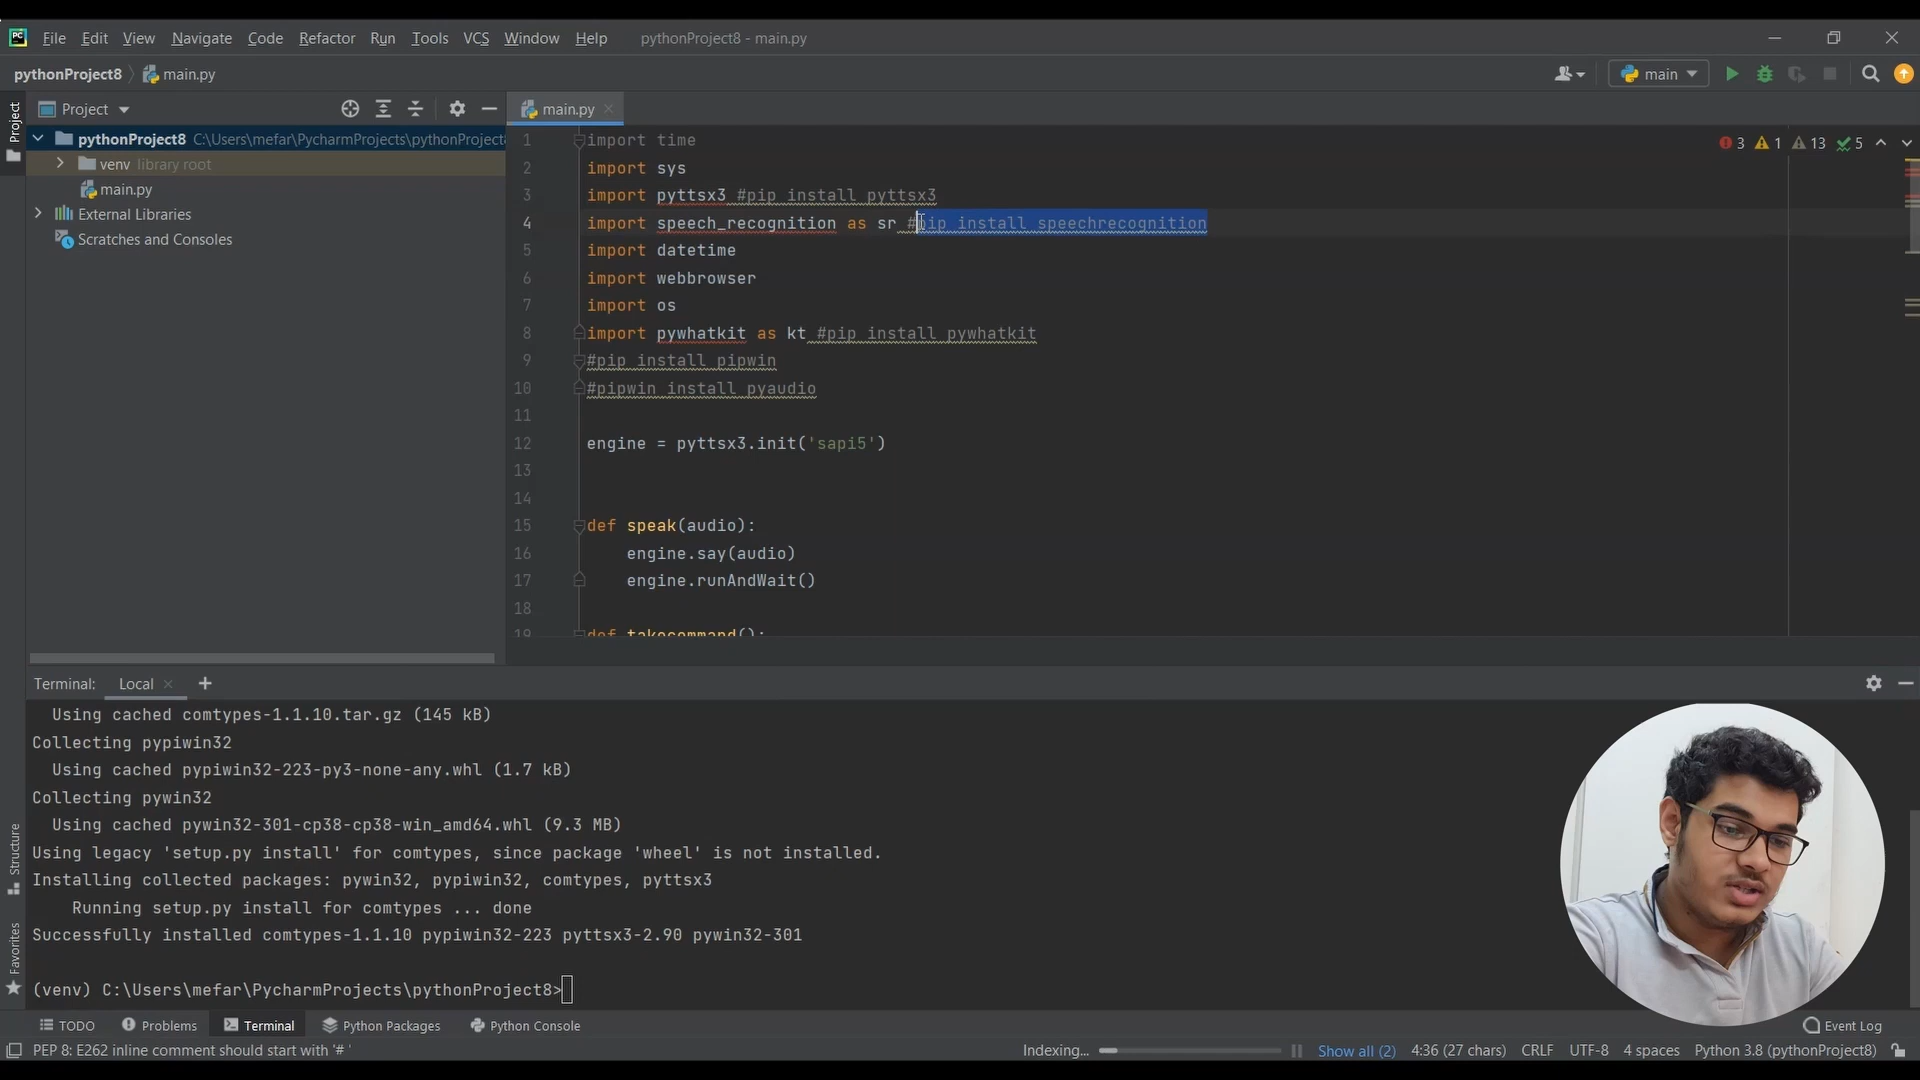 PC File Edit View Navigate Code Refactor Run Tools VCS Window Help pythonProject8 - main.py
pythonProject8 main.py main
Project main.py
Project
pythonProject8 C:\Users\mefar\PycharmProjects\pythonProject
venv library root
main.py
External Libraries
Scratches and Consoles
3 1 13 5
1 import time
2 import sys
3 import pyttsx3 #pip install pyttsx3
4 import speech_recognition as sr #pip install speechrecognition
5 import datetime
6 import webbrowser
7 import os
8 import pywhatkit as kt #pip install pywhatkit
9 #pip install pipwin
10 #pipwin install pyaudio
11
12 engine = pyttsx3.init('sapi5')
13
14
15 def speak(audio):
16 engine.say(audio)
17 engine.runAndWait()
18
19 def takecommand():
Terminal: Local
Using cached comtypes-1.1.10.tar.gz (145 kB)
Collecting pypiwin32
Using cached pypiwin32-223-py3-none-any.whl (1.7 kB)
Collecting pywin32
Using cached pywin32-301-cp38-cp38-win_amd64.whl (9.3 MB)
Using legacy 'setup.py install' for comtypes, since package 'wheel' is not installed.
Installing collected packages: pywin32, pypiwin32, comtypes, pyttsx3
Running setup.py install for comtypes ... done
Successfully installed comtypes-1.1.10 pypiwin32-223 pyttsx3-2.90 pywin32-301
(venv) C:\Users\mefar\PycharmProjects\pythonProject8>
Structure
Favorites
TODO Problems Terminal Python Packages Python Console Event Log
PEP 8: E262 inline comment should start with '# ' Indexing... Show all (2) 4:36 (27 chars) CRLF UTF-8 4 spaces Python 3.8 (pythonProject8)